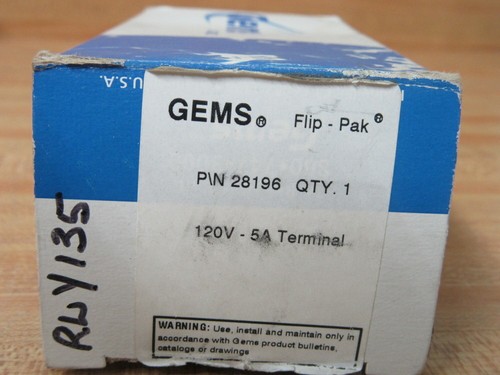 U.S.A.
GEMS® Flip - Pak®
P\N 28196 QTY. 1
120V - 5A Terminal
WARNING: Use, install and maintain only in
accordance with Gems product bulletins,
catalogs or drawings
RWY135